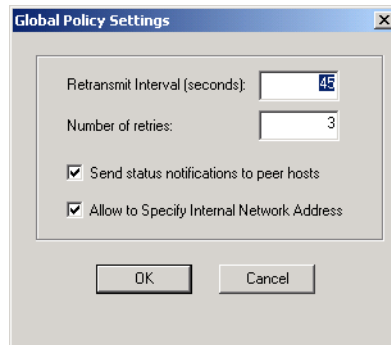 Global Policy Settings
Retransmit Interval (seconds): 45
Number of retries: 3
Send status notifications to peer hosts
Allow to Specify Internal Network Address
OK Cancel